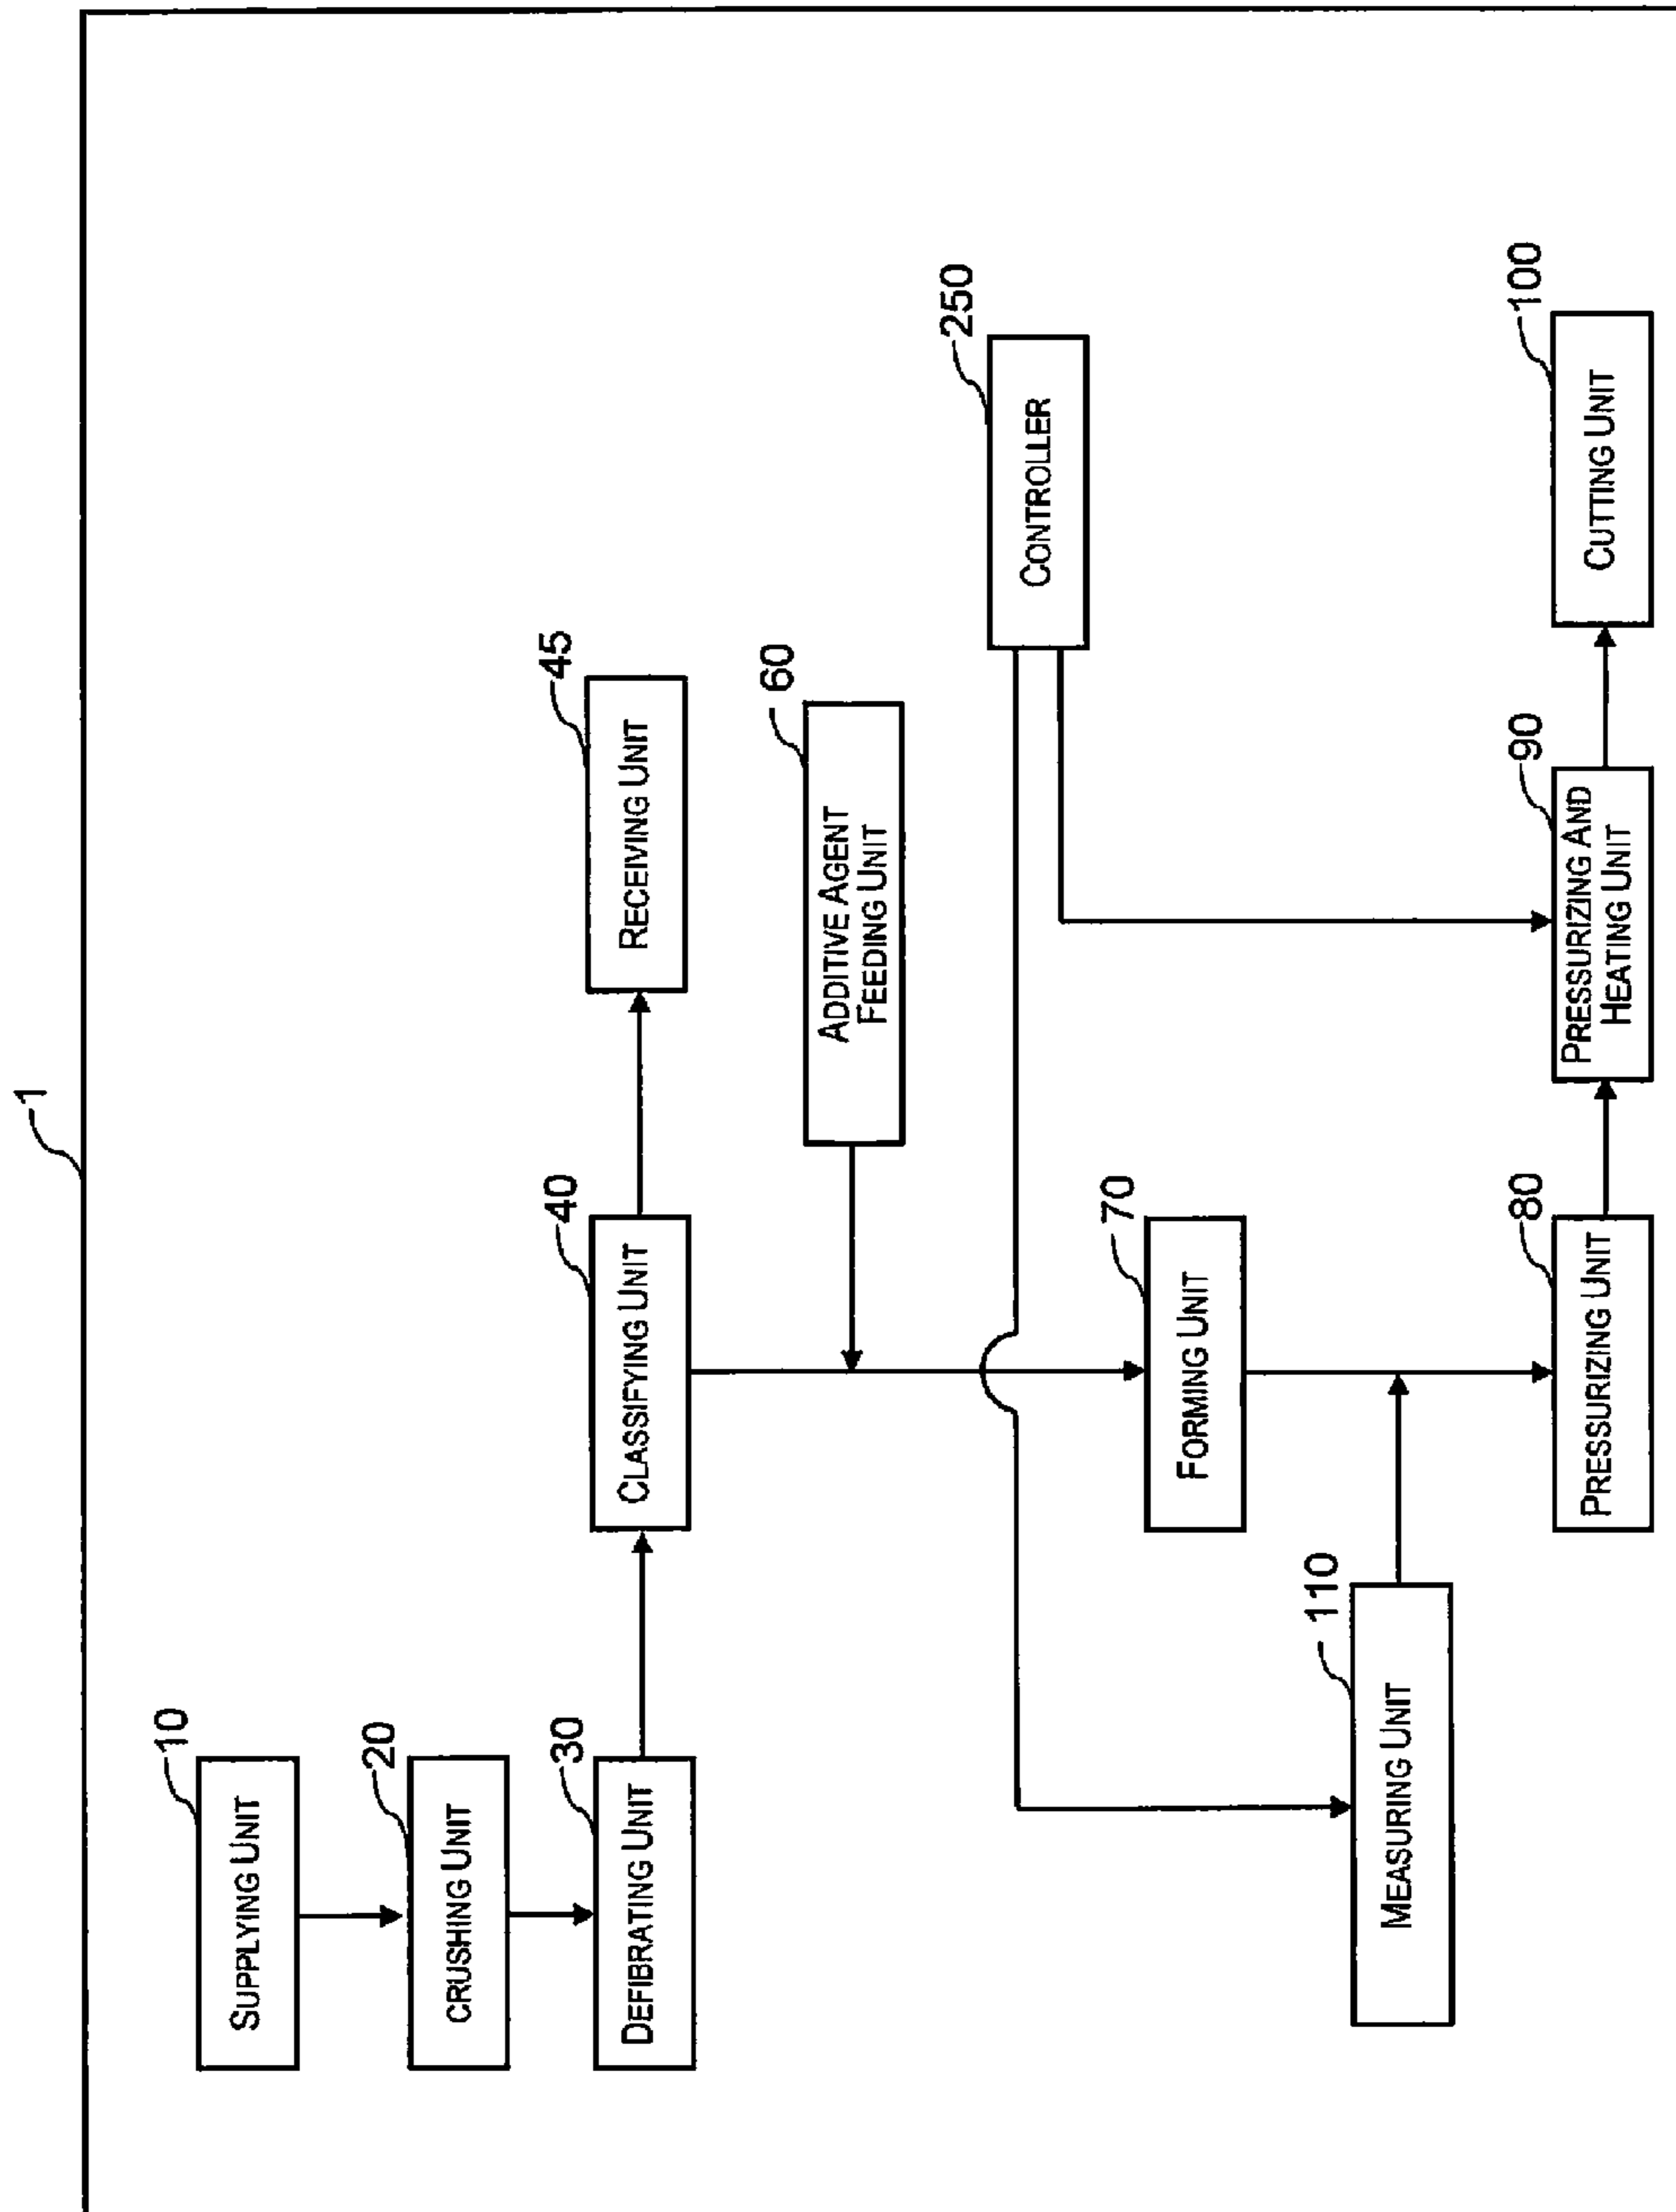 1
10
SUPPLYING UNIT
20
CRUSHING UNIT
30
DEFIBRATING UNIT
40
CLASSIFYING UNIT
45
RECEIVING UNIT
60
ADDITIVE AGENT
FEEDING UNIT
250
CONTROLLER
70
FORMING UNIT
110
MEASURING UNIT
80
PRESSURIZING UNIT
90
PRESSURIZING AND
HEATING UNIT
100
CUTTING UNIT